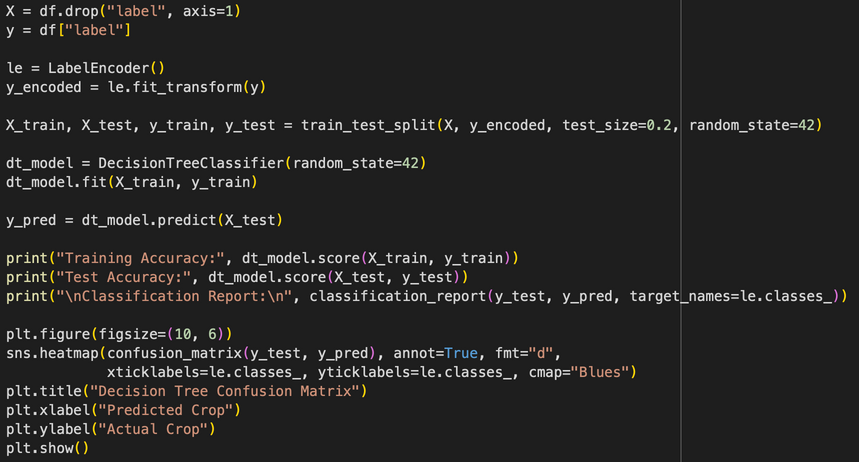 X = df.drop("label", axis=1)
y = df["label"]

le = LabelEncoder()
y_encoded = le.fit_transform(y)

X_train, X_test, y_train, y_test = train_test_split(X, y_encoded, test_size=0.2, random_state=42)

dt_model = DecisionTreeClassifier(random_state=42)
dt_model.fit(X_train, y_train)

y_pred = dt_model.predict(X_test)

print("Training Accuracy:", dt_model.score(X_train, y_train))
print("Test Accuracy:", dt_model.score(X_test, y_test))
print("\nClassification Report:\n", classification_report(y_test, y_pred, target_names=le.classes_))

plt.figure(figsize=(10, 6))
sns.heatmap(confusion_matrix(y_test, y_pred), annot=True, fmt="d",
            xticklabels=le.classes_, yticklabels=le.classes_, cmap="Blues")
plt.title("Decision Tree Confusion Matrix")
plt.xlabel("Predicted Crop")
plt.ylabel("Actual Crop")
plt.show()